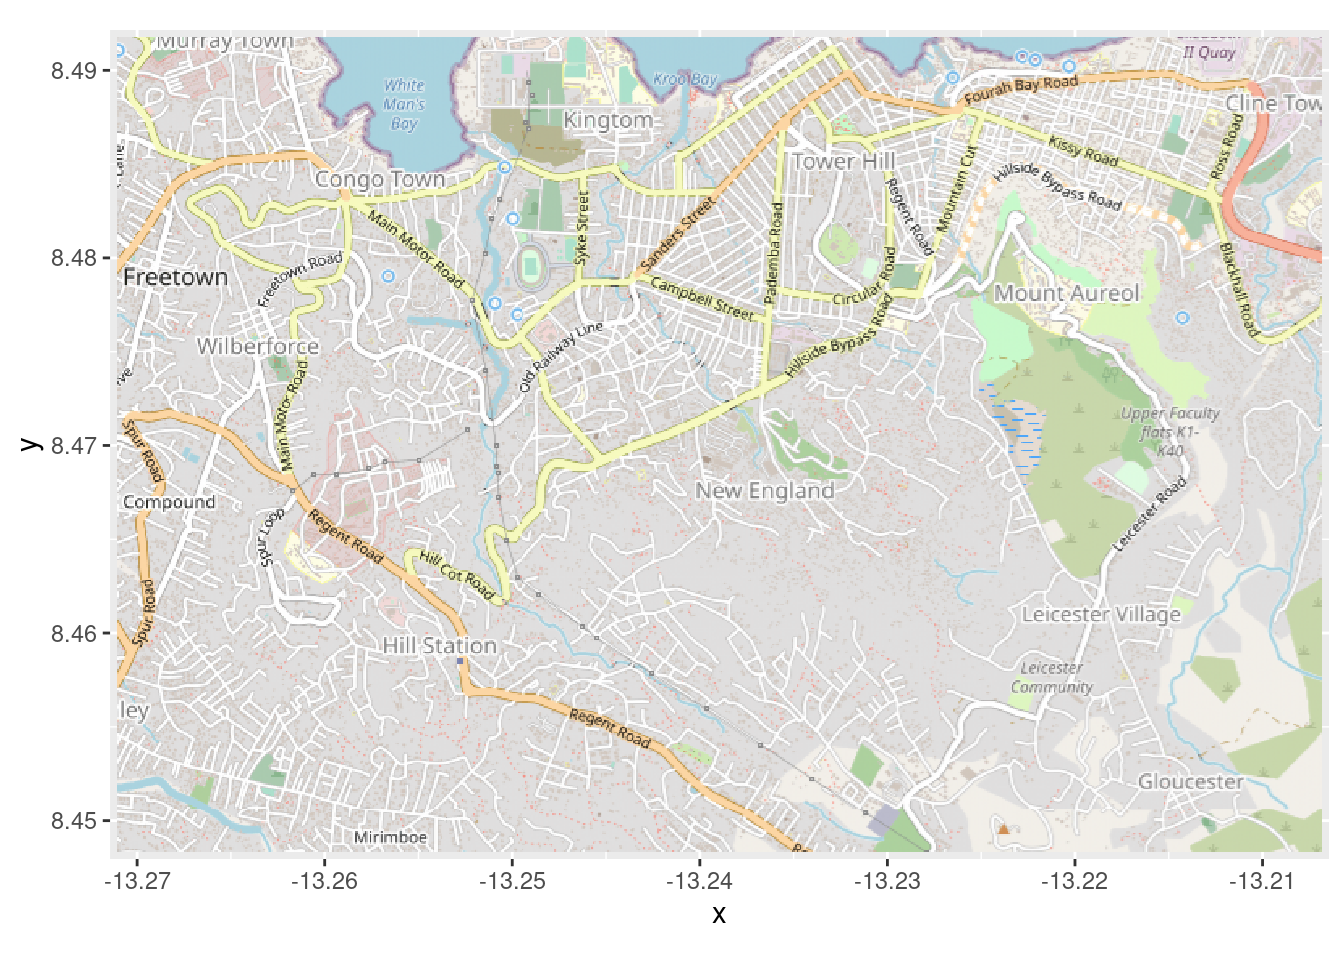 Murray Town
II Quay
White
Man's
Bay
Kroo Bay
Fourah Bay Road
Cline Tow
Kingtom
Kissy Road
Ross Road
Tower Hill
Congo Town
Hillside Bypass Road
Mountain Cut
Regent Road
Syke Street
Main Motor Road
Sanders Street
Pademba Road
Freetown
Freetown Road
Blackhall Road
Circular Road
Mount Aureol
Campbell Street
Wilberforce
Old Railway Line
Hillside Bypass Road
Main Motor Road
Upper Faculty
flats K1-
K40
Spur Road
New England
Compound
Leicester Road
Spur Loop
Regent Road
Hill Cot Road
Spur Road
Leicester Village
Hill Station
Leicester
Community
ley
Regent Road
Gloucester
Mirimboe
8.49
8.48
8.47
8.46
8.45
y
-13.27
-13.26
-13.25
-13.24
-13.23
-13.22
-13.21
x